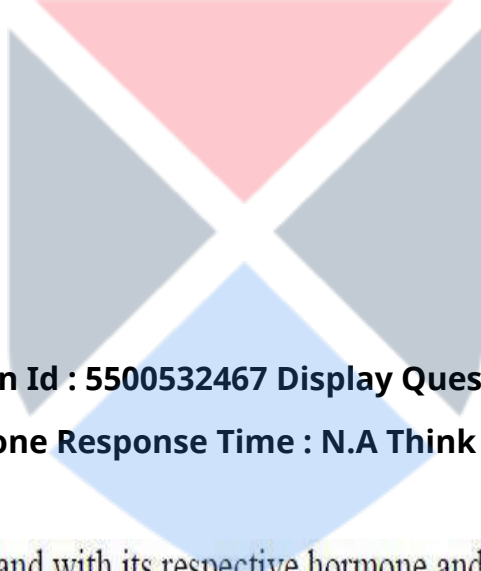 n Id : 5500532467 Display Ques
one Response Time : N.A Think
and with its respective hormone and